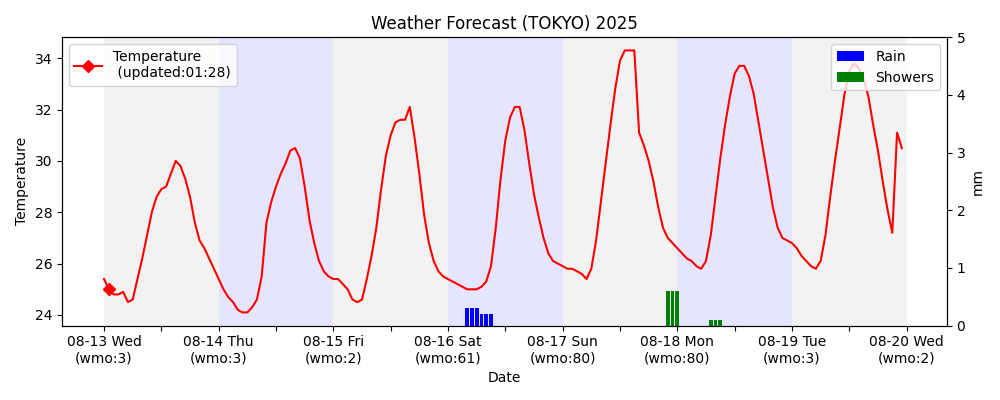 Weather Forecast (TOKYO) 2025
Temperature
(updated:01:28)
Rain
Showers
34
32
30
28
26
24
Temperature
5
4
3
2
1
0
mm
08-13 Wed
(wmo:3)
08-14 Thu
(wmo:3)
08-15 Fri
(wmo:2)
08-16 Sat
(wmo:61)
08-17 Sun
(wmo:80)
08-18 Mon
(wmo:80)
08-19 Tue
(wmo:3)
08-20 Wed
(wmo:2)
Date